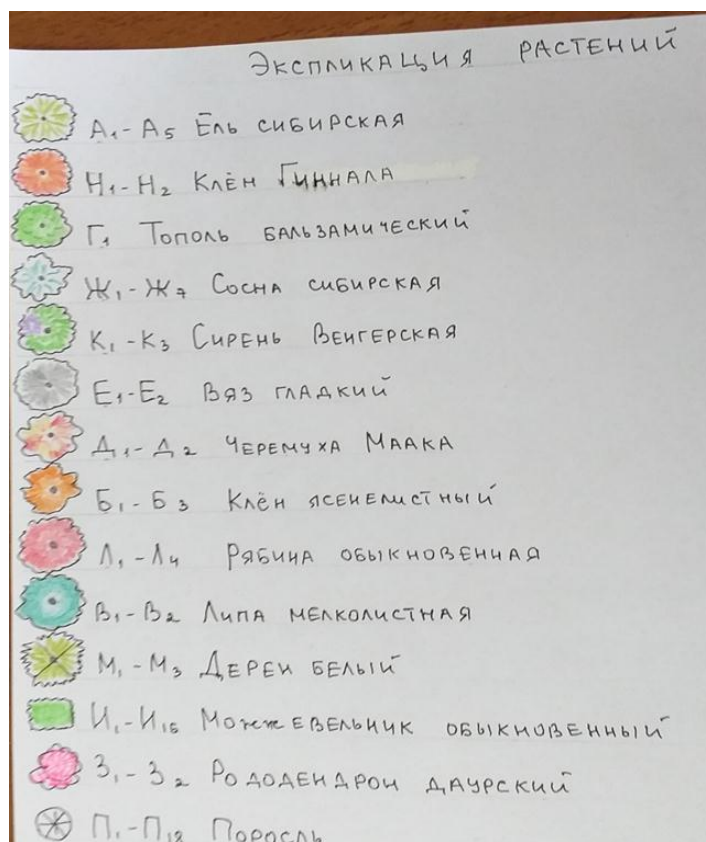 Экспликация растений
А₁-А₅ Ель сибирская
Н₁-Н₂ Клён Гиннала
Г₁ Тополь бальзамический
Ж₁-Ж₇ Сосна сибирская
К₁-К₃ Сирень Венгерская
Е₁-Е₂ Вяз гладкий
Д₁-Д₂ Черемуха Маака
Б₁-Б₃ Клён ясенелистный
Л₁-Л₄ Рябина обыкновенная
В₁-В₂ Липа мелколистная
М₁-М₃ Дерен белый
И₁-И₁₆ Можжевельник обыкновенный
З₁-З₂ Рододендрон даурский
П₁-П₁₈ Поросль